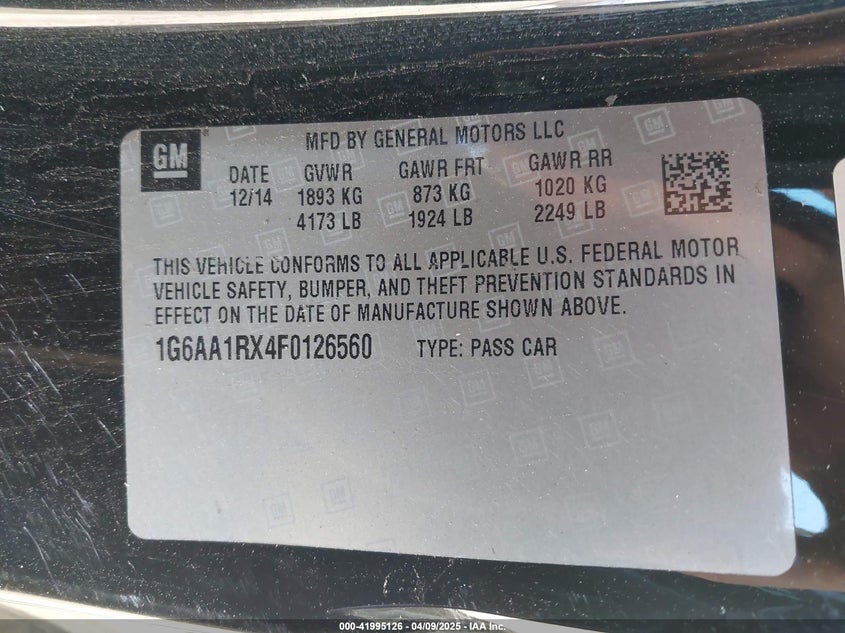 GM
MFD BY GENERAL MOTORS LLC
DATE GVWR GAWR FRT GAWR RR
12/14 1893 KG 873 KG 1020 KG
4173 LB 1924 LB 2249 LB
THIS VEHICLE CONFORMS TO ALL APPLICABLE U.S. FEDERAL MOTOR
VEHICLE SAFETY, BUMPER, AND THEFT PREVENTION STANDARDS IN
EFFECT ON THE DATE OF MANUFACTURE SHOWN ABOVE.
1G6AA1RX4F0126560 TYPE: PASS CAR
000-41995126 - 04/09/2025 - IAA Inc.